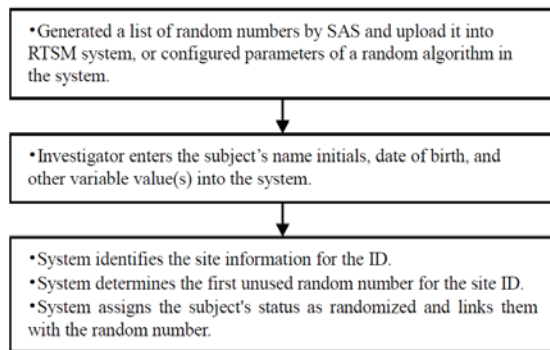 •Generated a list of random numbers by SAS and upload it into
RTSM system, or configured parameters of a random algorithm in
the system.
•Investigator enters the subject's name initials, date of birth, and
other variable value(s) into the system.
•System identifies the site information for the ID.
•System determines the first unused random number for the site ID.
•System assigns the subject's status as randomized and links them
with the random number.